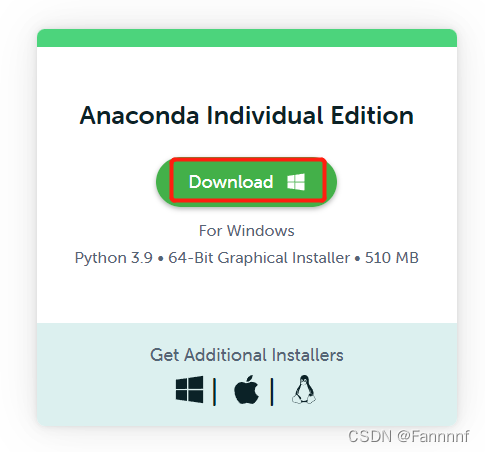 Anaconda Individual Edition
Download
For Windows
Python 3.9 • 64-Bit Graphical Installer • 510 MB
Get Additional Installers
CSDN @Fannnnf